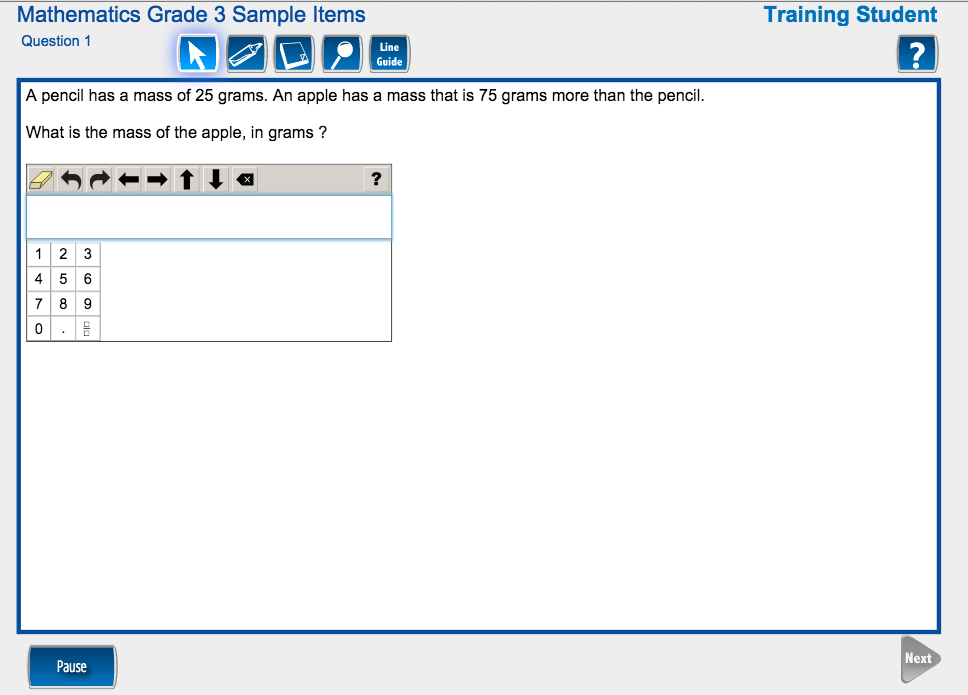 Mathematics Grade 3 Sample Items
Training Student
Question 1
Line
Guide
?
A pencil has a mass of 25 grams. An apple has a mass that is 75 grams more than the pencil.
What is the mass of the apple, in grams ?
?
1 2 3
4 5 6
7 8 9
0 .
Pause
Next